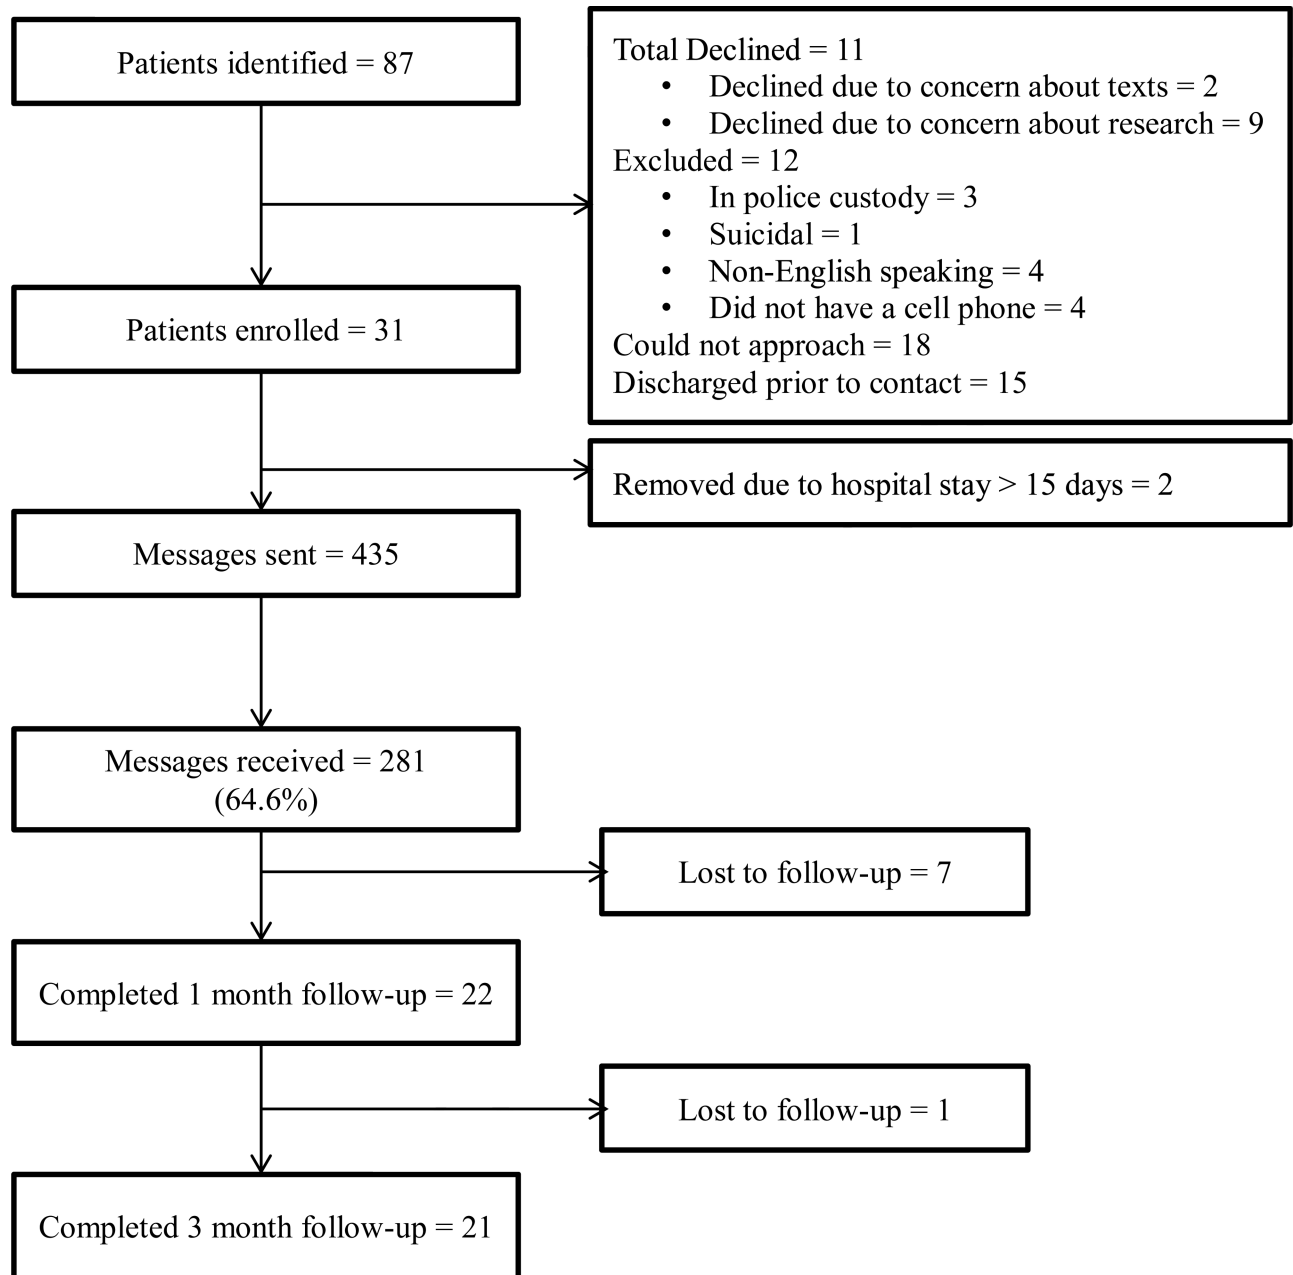 Patients identified = 87
Total Declined = 11
• Declined due to concern about texts = 2
• Declined due to concern about research = 9
Excluded = 12
• In police custody = 3
• Suicidal = 1
• Non-English speaking = 4
• Did not have a cell phone = 4
Could not approach = 18
Discharged prior to contact = 15
Patients enrolled = 31
Removed due to hospital stay > 15 days = 2
Messages sent = 435
Messages received = 281
(64.6%)
Lost to follow-up = 7
Completed 1 month follow-up = 22
Lost to follow-up = 1
Completed 3 month follow-up = 21